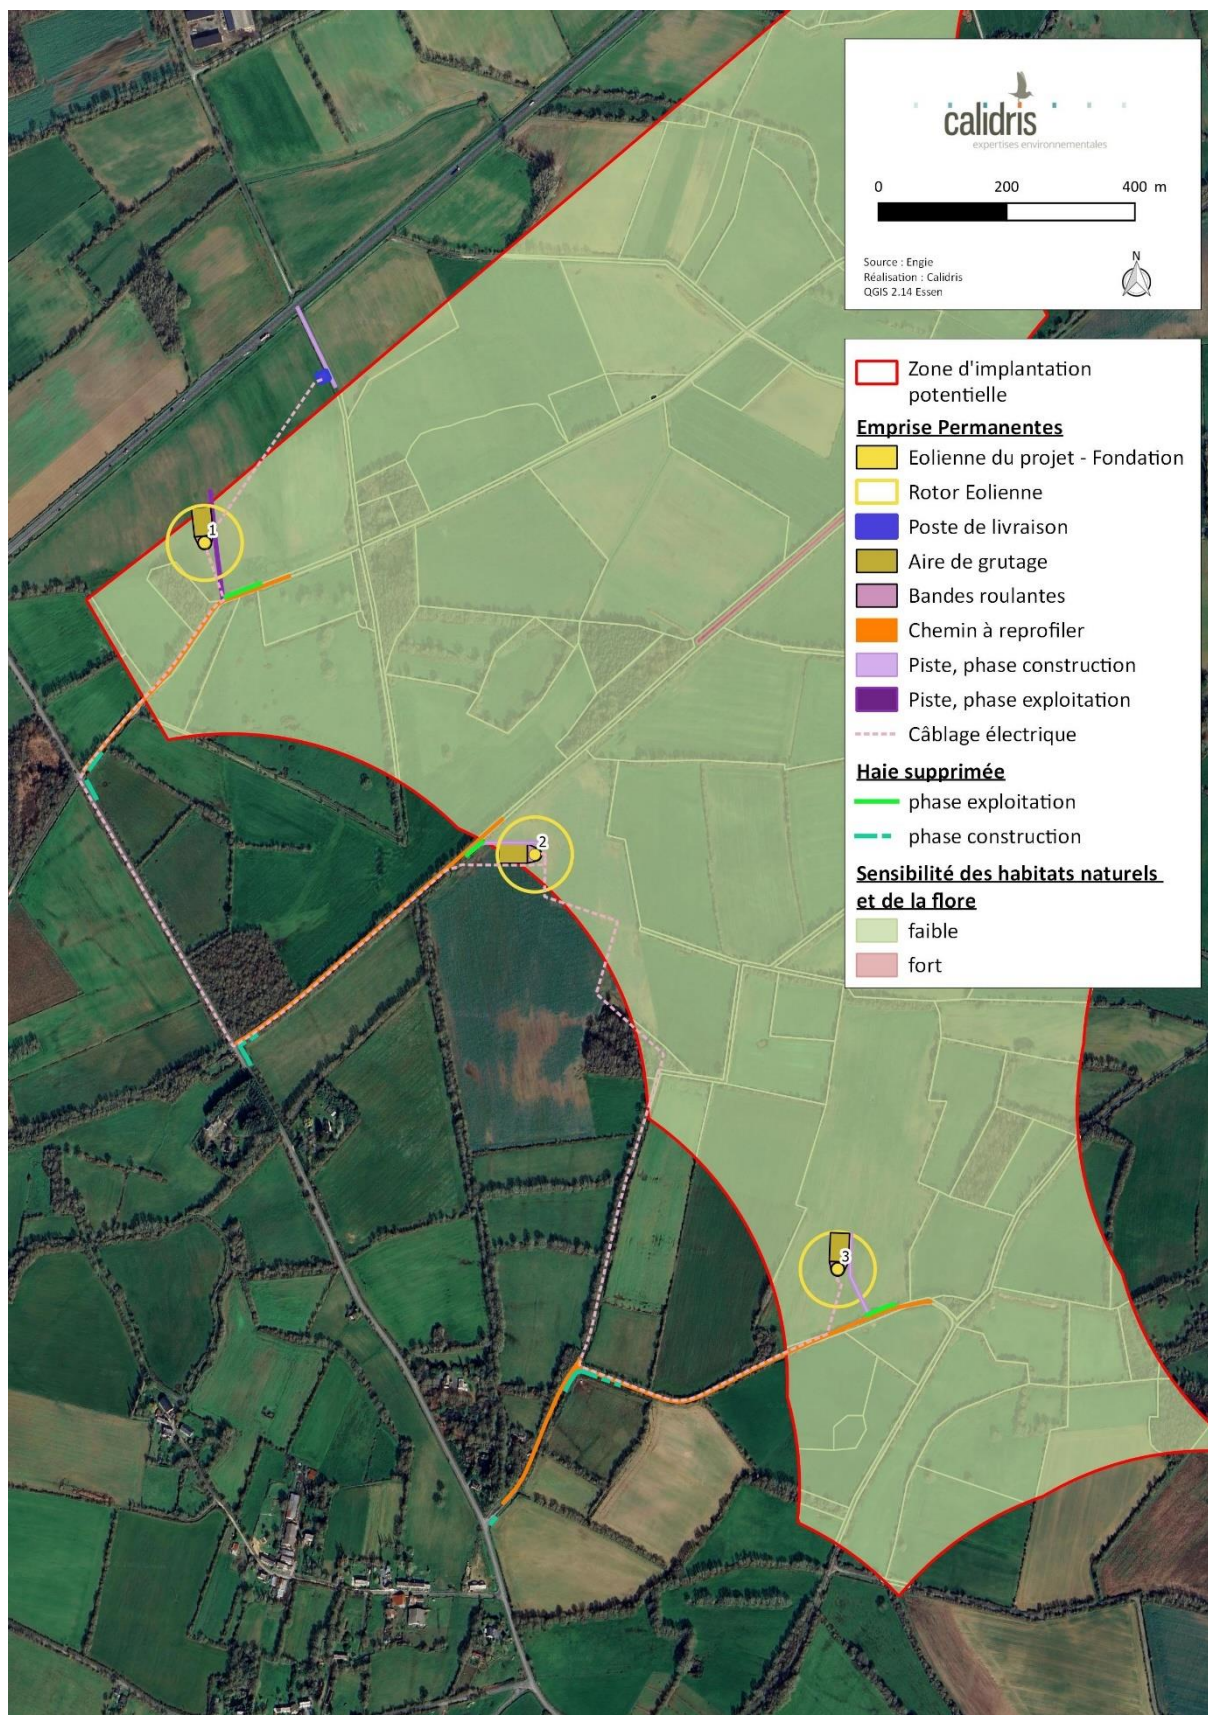 calidris
expertises environnementales
0 200 400 m
Source : Engie
Réalisation : Calidris
QGIS 2.14 Essen
N
Zone d'implantation
potentielle
Emprise Permanentes
Eolienne du projet - Fondation
Rotor Eolienne
Poste de livraison
Aire de grutage
Bandes roulantes
Chemin à reprofiler
Piste, phase construction
Piste, phase exploitation
Câblage électrique
Haie supprimée
phase exploitation
phase construction
Sensibilité des habitats naturels
et de la flore
faible
fort
1
2
3